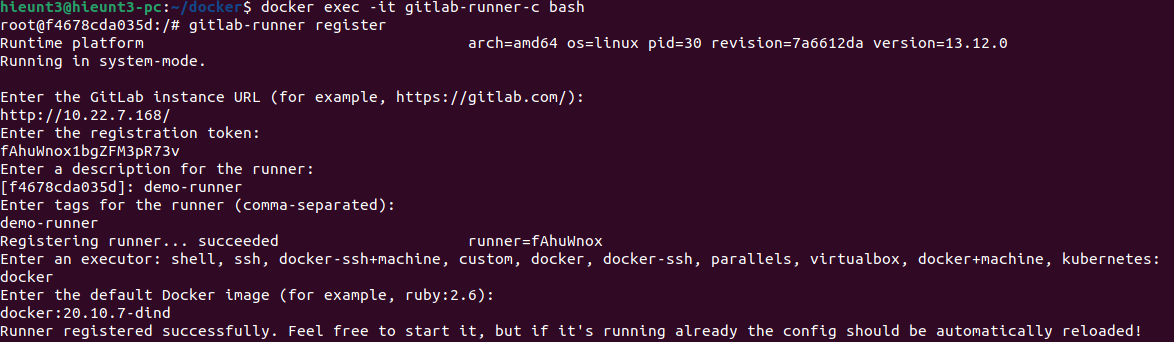 hieunt3@hieunt3-pc:~/docker$ docker exec -it gitlab-runner-c bash
root@f4678cda035d:/# gitlab-runner register
Runtime platform                                    arch=amd64 os=linux pid=30 revision=7a6612da version=13.12.0
Running in system-mode.

Enter the GitLab instance URL (for example, https://gitlab.com/):
http://10.22.7.168/
Enter the registration token:
fAhuWnox1bgZFM3pR73v
Enter a description for the runner:
[f4678cda035d]: demo-runner
Enter tags for the runner (comma-separated):
demo-runner
Registering runner... succeeded                     runner=fAhuWnox
Enter an executor: shell, ssh, docker-ssh+machine, custom, docker, docker-ssh, parallels, virtualbox, docker+machine, kubernetes:
docker
Enter the default Docker image (for example, ruby:2.6):
docker:20.10.7-dind
Runner registered successfully. Feel free to start it, but if it's running already the config should be automatically reloaded!